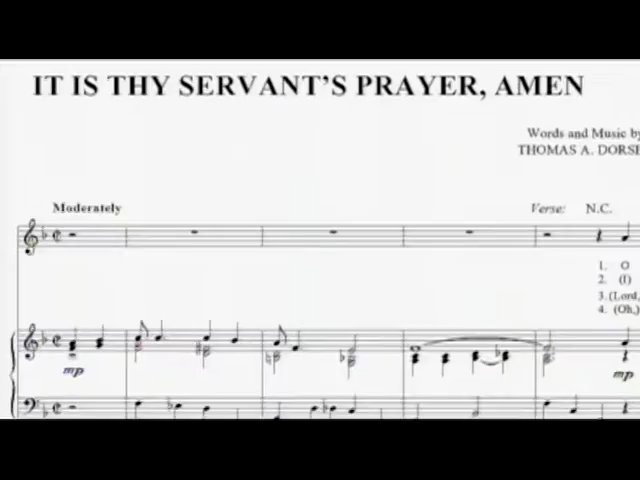 IT IS THY SERVANT'S PRAYER, AMEN
Words and Music by
THOMAS A. DORSE
Moderately
Verse: N.C.
1. O
2. (I)
3. (Lord,
4. (Oh,)
mp
mp